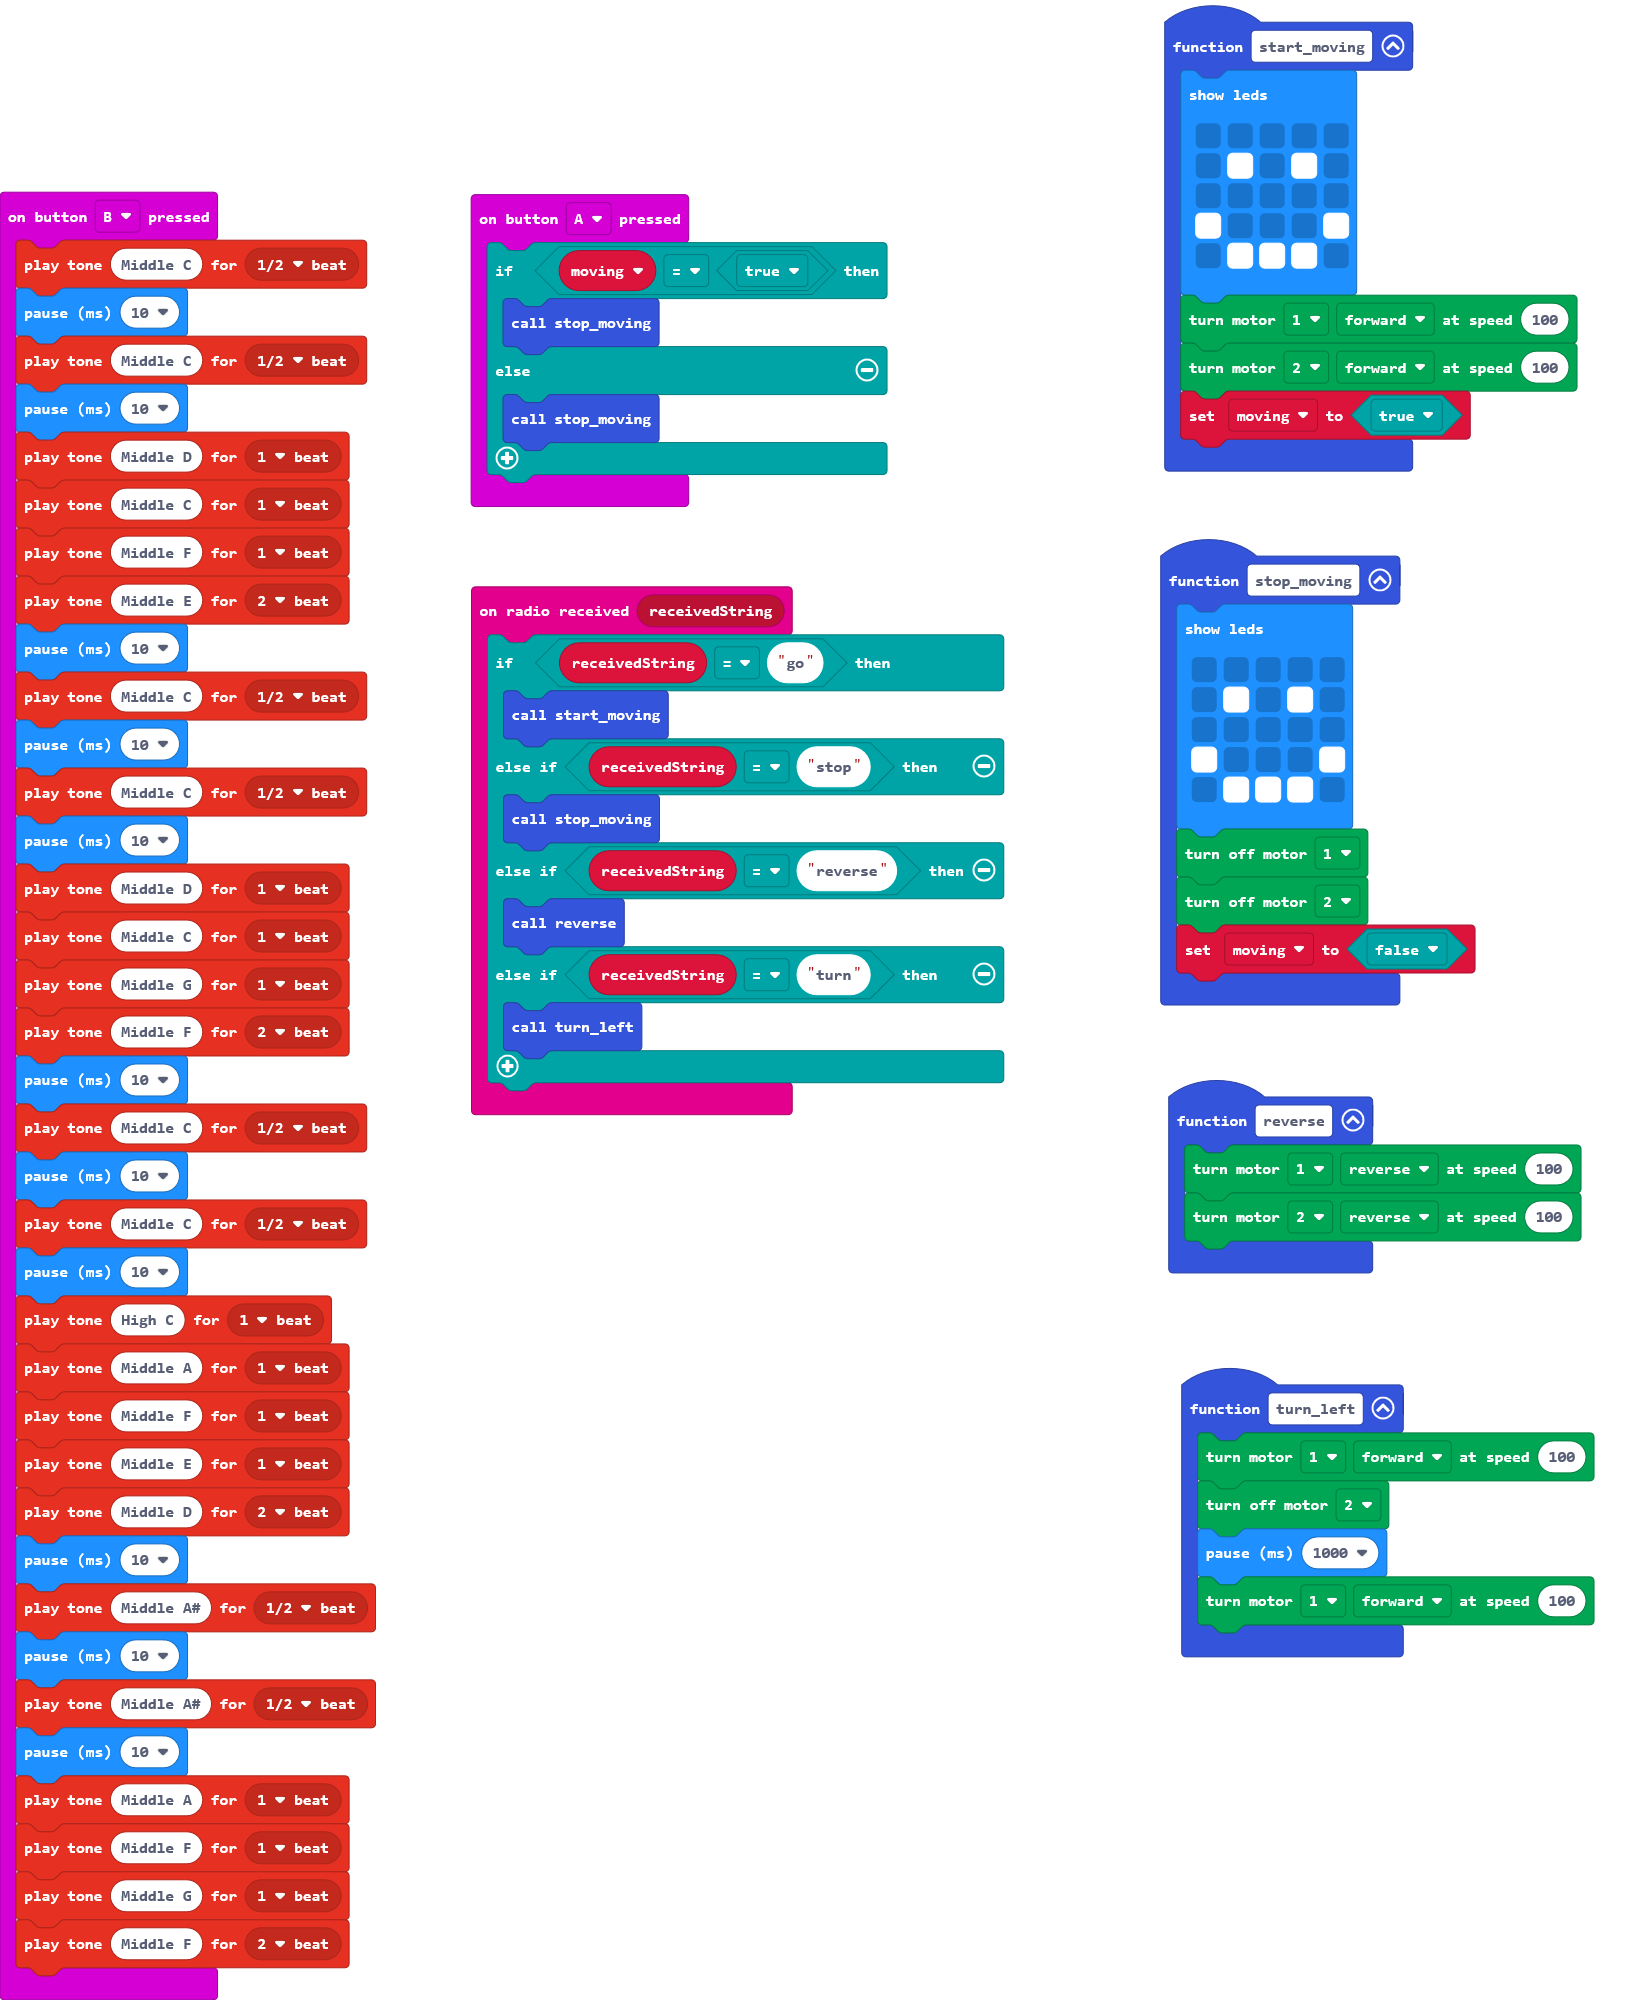 on button B pressed
play tone Middle C for 1/2 beat
pause (ms) 10
play tone Middle C for 1/2 beat
pause (ms) 10
play tone Middle D for 1 beat
play tone Middle C for 1 beat
play tone Middle F for 1 beat
play tone Middle E for 2 beat
pause (ms) 10
play tone Middle C for 1/2 beat
pause (ms) 10
play tone Middle C for 1/2 beat
pause (ms) 10
play tone Middle D for 1 beat
play tone Middle C for 1 beat
play tone Middle G for 1 beat
play tone Middle F for 2 beat
pause (ms) 10
play tone Middle C for 1/2 beat
pause (ms) 10
play tone Middle C for 1/2 beat
pause (ms) 10
play tone High C for 1 beat
play tone Middle A for 1 beat
play tone Middle F for 1 beat
play tone Middle E for 1 beat
play tone Middle D for 2 beat
pause (ms) 10
play tone Middle A# for 1/2 beat
pause (ms) 10
play tone Middle A# for 1/2 beat
pause (ms) 10
play tone Middle A for 1 beat
play tone Middle F for 1 beat
play tone Middle G for 1 beat
play tone Middle F for 2 beat
on button A pressed
if moving = true then
call stop_moving
else
call stop_moving
on radio received receivedString
if receivedString = "go" then
call start_moving
else if receivedString = "stop" then
call stop_moving
else if receivedString = "reverse" then
call reverse
else if receivedString = "turn" then
call turn_left
function start_moving
show leds
turn motor 1 forward at speed 100
turn motor 2 forward at speed 100
set moving to true
function stop_moving
show leds
turn off motor 1
turn off motor 2
set moving to false
function reverse
turn motor 1 reverse at speed 100
turn motor 2 reverse at speed 100
function turn_left
turn motor 1 forward at speed 100
turn off motor 2
pause (ms) 1000
turn motor 1 forward at speed 100